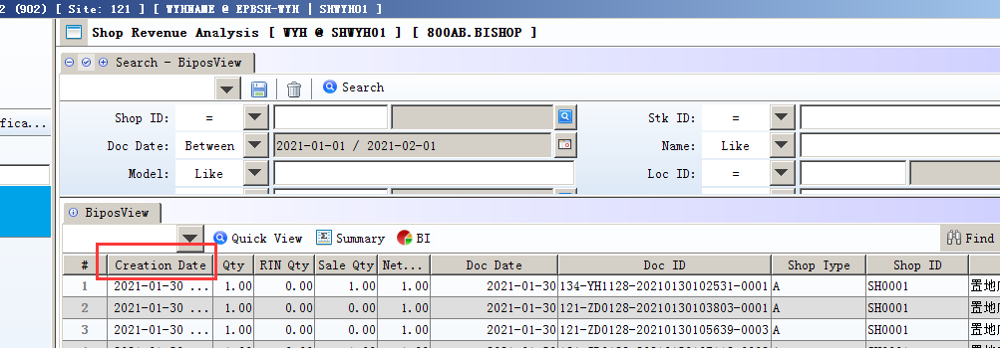 2 (902) [ Site: 121 ] [ WYHNAME @ EPBSH-WYH | SHWYH01 ]
Shop Revenue Analysis [ WYH @ SHWYH01 ] [ 800AB.BISHOP ]
Search - BiposView
Search
Shop ID: = Stk ID: =
Doc Date: Between 2021-01-01 / 2021-02-01 Name: Like
Model: Like Loc ID: =
fica...
BiposView
Quick View Summary BI Find
# Creation Date Qty RIN Qty Sale Qty Net... Doc Date Doc ID Shop Type Shop ID
1 2021-01-30 ... 1.00 0.00 1.00 1.00 2021-01-30 134-YH1128-20210130102531-0001 A SH0001 置地
2 2021-01-30 ... 1.00 0.00 1.00 1.00 2021-01-30 121-ZD0128-20210130103803-0001 A SH0001 置地
3 2021-01-30 ... 1.00 0.00 1.00 1.00 2021-01-30 121-ZD0128-20210130105639-0003 A SH0001 置地